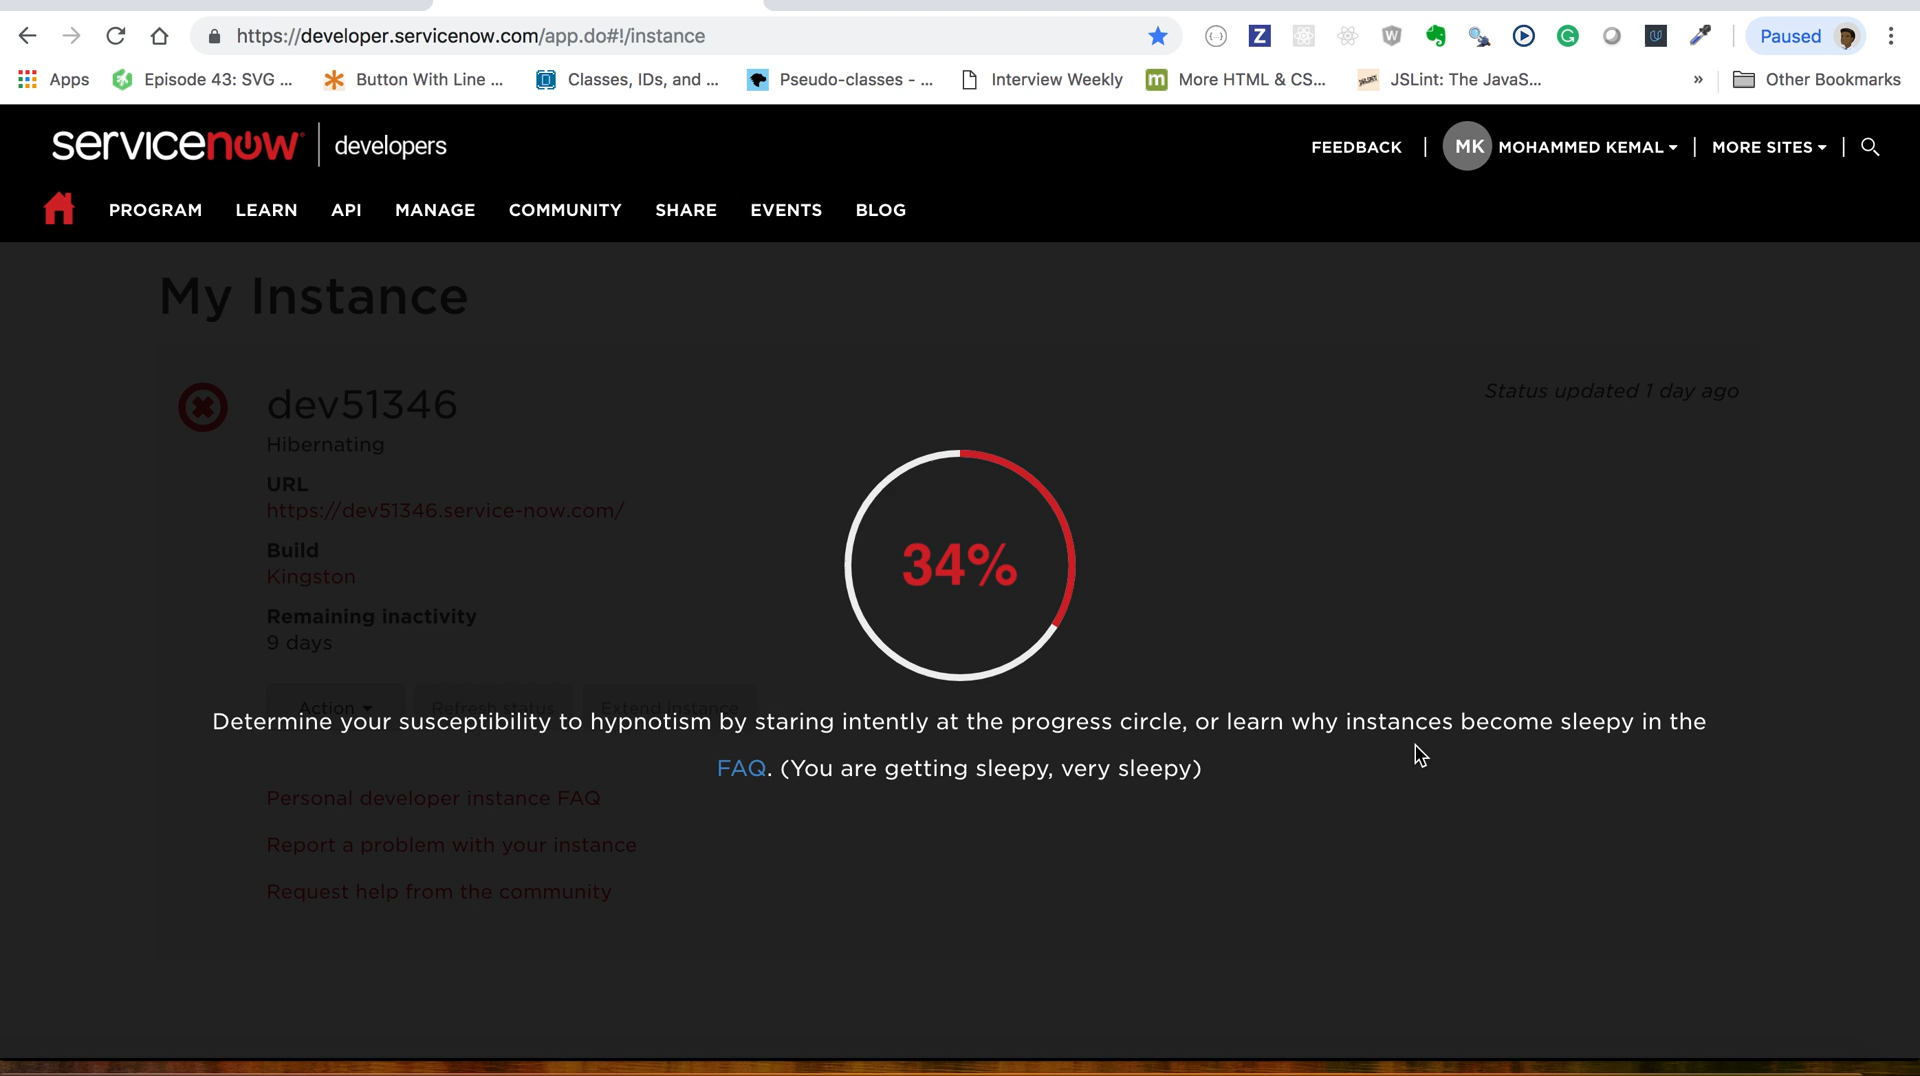 https://developer.servicenow.com/app.do#!/instance
Paused
Apps
Episode 43: SVG ...
Button With Line ...
Classes, IDs, and ...
Pseudo-classes - ...
Interview Weekly
More HTML & CS...
JSLint: The JavaS...
»
Other Bookmarks
servicenow | developers
FEEDBACK | MK MOHAMMED KEMAL | MORE SITES |
PROGRAM LEARN API MANAGE COMMUNITY SHARE EVENTS BLOG
My Instance
dev51346
Status updated 1 day ago
Hibernating
URL
https://dev51346.service-now.com/
Build
Kingston
34%
Remaining inactivity
9 days
Action Refresh status Extend Instance
Determine your susceptibility to hypnotism by staring intently at the progress circle, or learn why instances become sleepy in the
FAQ. (You are getting sleepy, very sleepy)
Personal developer instance FAQ
Report a problem with your instance
Request help from the community